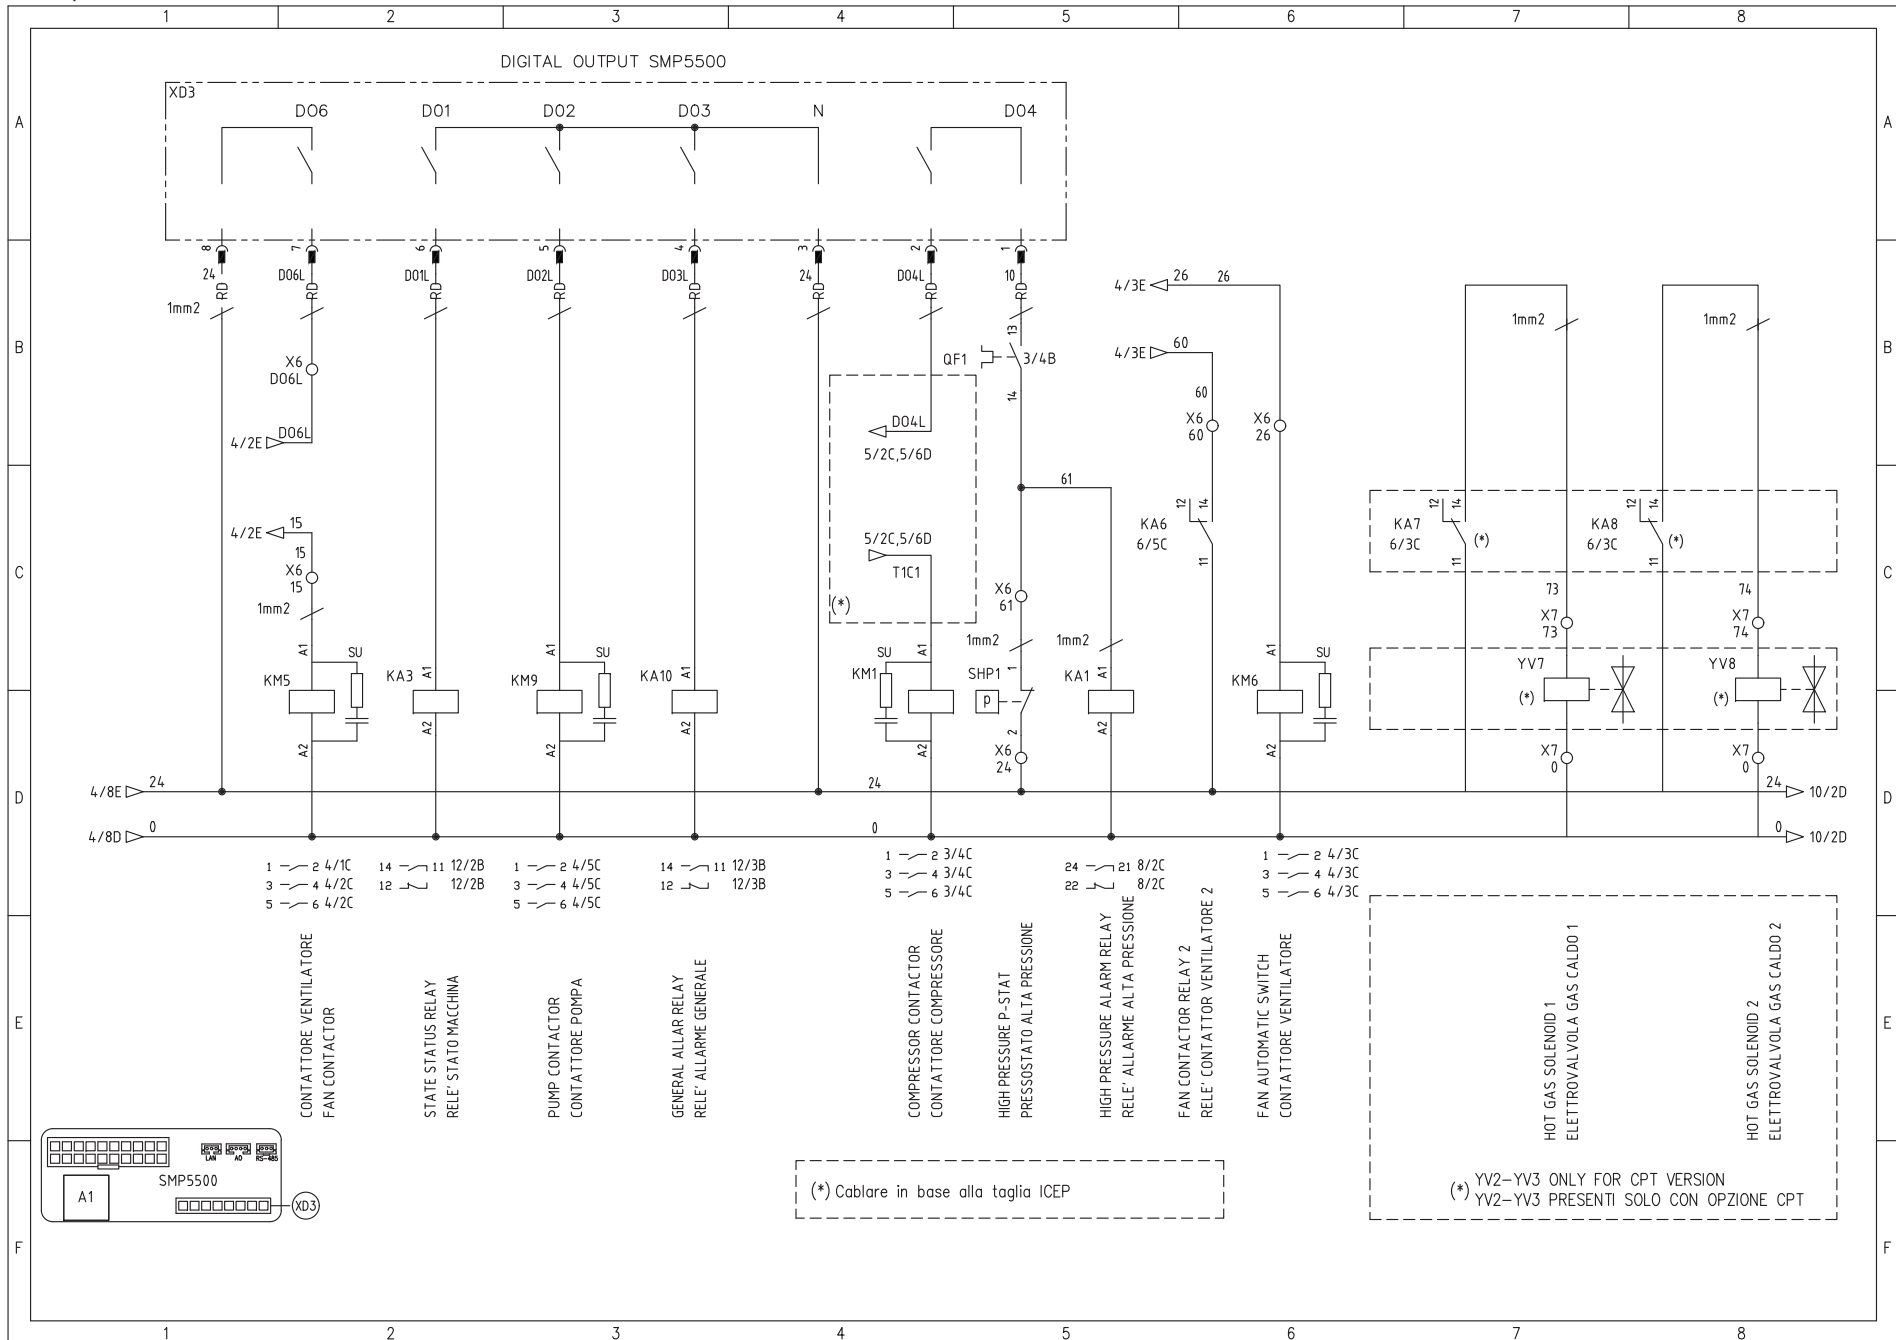 1 2 3 4 5 6 7 8
DIGITAL OUTPUT SMP5500
XD3
DO6 DO1 DO2 DO3 N DO4
A A
8 7 6 5 4 3 2 1
24 DO6L DO1L DO2L DO3L 24 DO4L 10
RD RD RD RD RD RD RD RD
1mm2
4/3E 26 26
13
QF1 3/4B
14
1mm2 1mm2
B B
X6
DO6L
4/3E 60
60
4/2E DO6L
DO4L
5/2C,5/6D
X6
60
X6
26
61
4/2E 15
15
X6
15
1mm2
5/2C,5/6D
T1C1
(*)
KA6
6/5C
12 14
11
KA7
6/3C
12 14
(*)
11
KA8
6/3C
12 14
(*)
11
C C
X6
61
73
X7
73
74
X7
74
1mm2 1mm2
A1 SU
KM5
A2
A1
KA3
A2
A1 SU
KM9
A2
A1
KA10
A2
SU A1
KM1
A2
SHP1
1
p
2
X6
24
A1
KA1
A2
A1 SU
KM6
A2
YV7
(*)
X7
0
YV8
(*)
X7
0
4/8E 24 24 24 10/2D
D D
4/8D 0 0 0 10/2D
1 2 4/1C
3 4 4/2C
5 6 4/2C
14 11 12/2B
12 12/2B
1 2 4/5C
3 4 4/5C
5 6 4/5C
14 11 12/3B
12 12/3B
1 2 3/4C
3 4 3/4C
5 6 3/4C
24 21 8/2C
22 8/2C
1 2 4/3C
3 4 4/3C
5 6 4/3C
CONTATTORE VENTILATORE
FAN CONTACTOR
STATE STATUS RELAY
RELE' STATO MACCHINA
PUMP CONTACTOR
CONTATTORE POMPA
GENERAL ALLAR RELAY
RELE' ALLARME GENERALE
COMPRESSOR CONTACTOR
CONTATTORE COMPRESSORE
HIGH PRESSURE P-STAT
PRESSOSTATO ALTA PRESSIONE
HIGH PRESSURE ALARM RELAY
RELE' ALLARME ALTA PRESSIONE
FAN CONTACTOR RELAY 2
RELE' CONTATTOR VENTILATORE 2
FAN AUTOMATIC SWITCH
CONTATTORE VENTILATORE
HOT GAS SOLENOID 1
ELETTROVALVOLA GAS CALDO 1
HOT GAS SOLENOID 2
ELETTROVALVOLA GAS CALDO 2
E E
LAN AO RS-485
SMP5500
A1
XD3
(*) Cablare in base alla taglia ICEP
(*) YV2-YV3 ONLY FOR CPT VERSION
YV2-YV3 PRESENTI SOLO CON OPZIONE CPT
F F
1 2 3 4 5 6 7 8